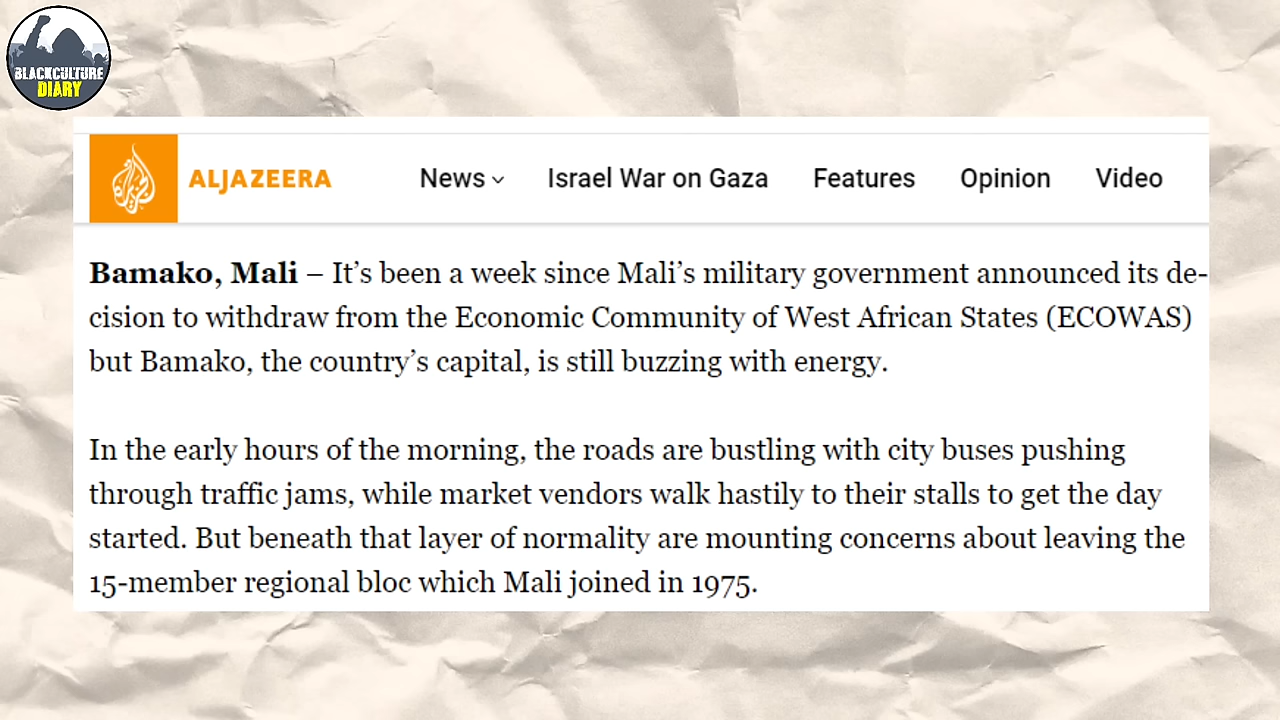 BLACKCULTURE
DIARY
ALJAZEERA
News
Israel War on Gaza
Features
Opinion
Video
Bamako, Mali – It’s been a week since Mali’s military government announced its de-
cision to withdraw from the Economic Community of West African States (ECOWAS)
but Bamako, the country’s capital, is still buzzing with energy.
In the early hours of the morning, the roads are bustling with city buses pushing
through traffic jams, while market vendors walk hastily to their stalls to get the day
started. But beneath that layer of normality are mounting concerns about leaving the
15-member regional bloc which Mali joined in 1975.